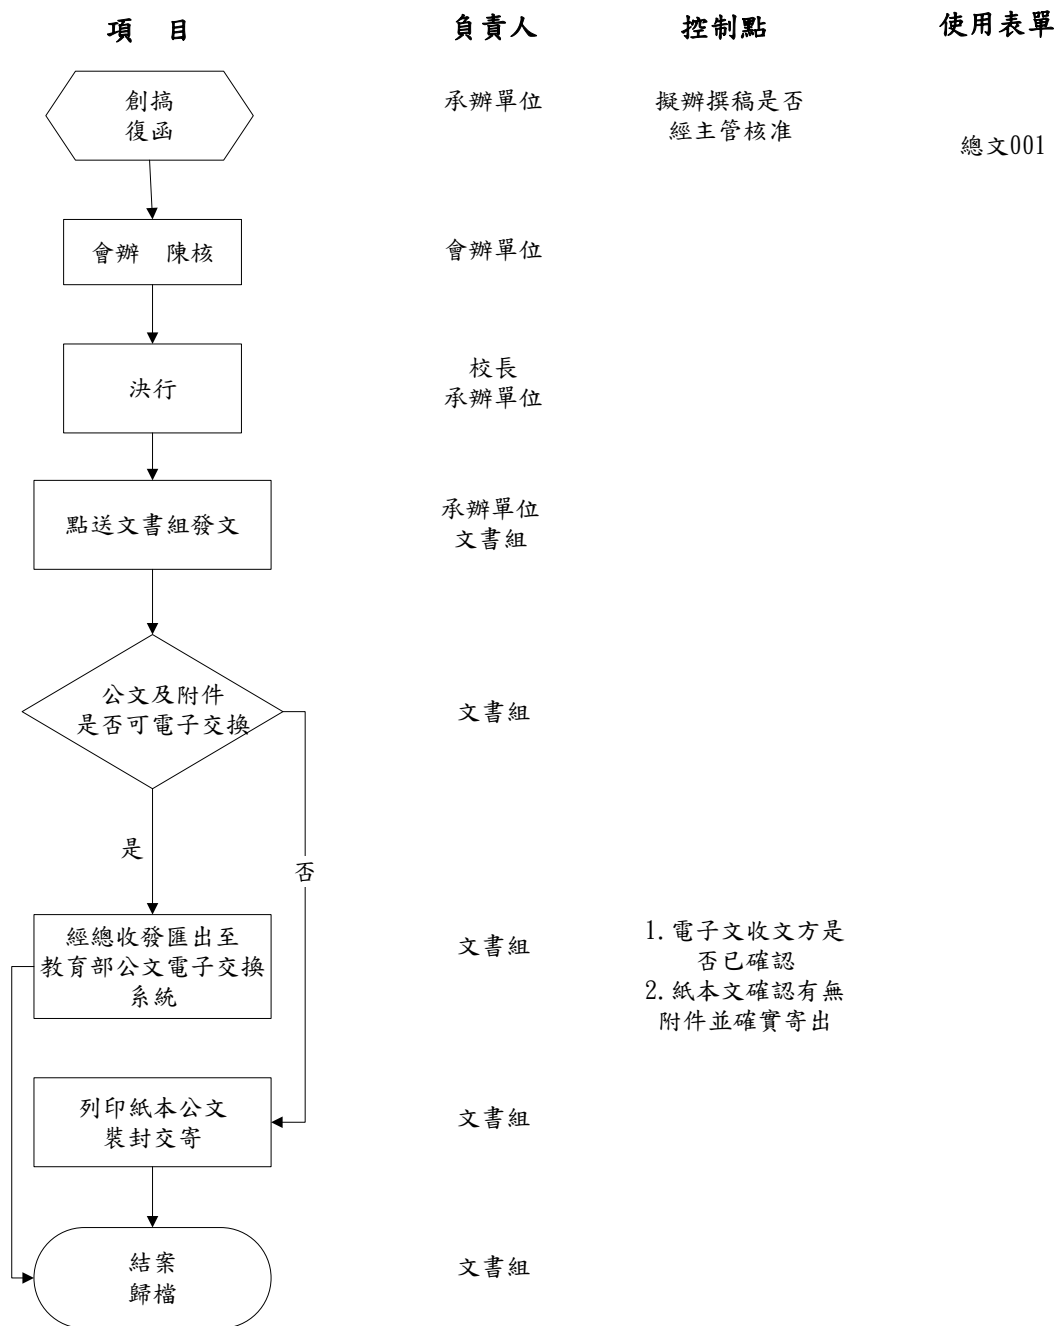 項 目 負責人 控制點 使用表單
創搞
復函
承辦單位
擬辦撰稿是否
經主管核准
總文001
會辦 陳核
會辦單位
決行
校長
承辦單位
點送文書組發文
承辦單位
文書組
公文及附件
是否可電子交換
文書組
是
否
經總收發匯出至
教育部公文電子交換
系統
文書組
1.電子文收文方是
否已確認
2.紙本文確認有無
附件並確實寄出
列印紙本公文
裝封交寄
文書組
結案
歸檔
文書組